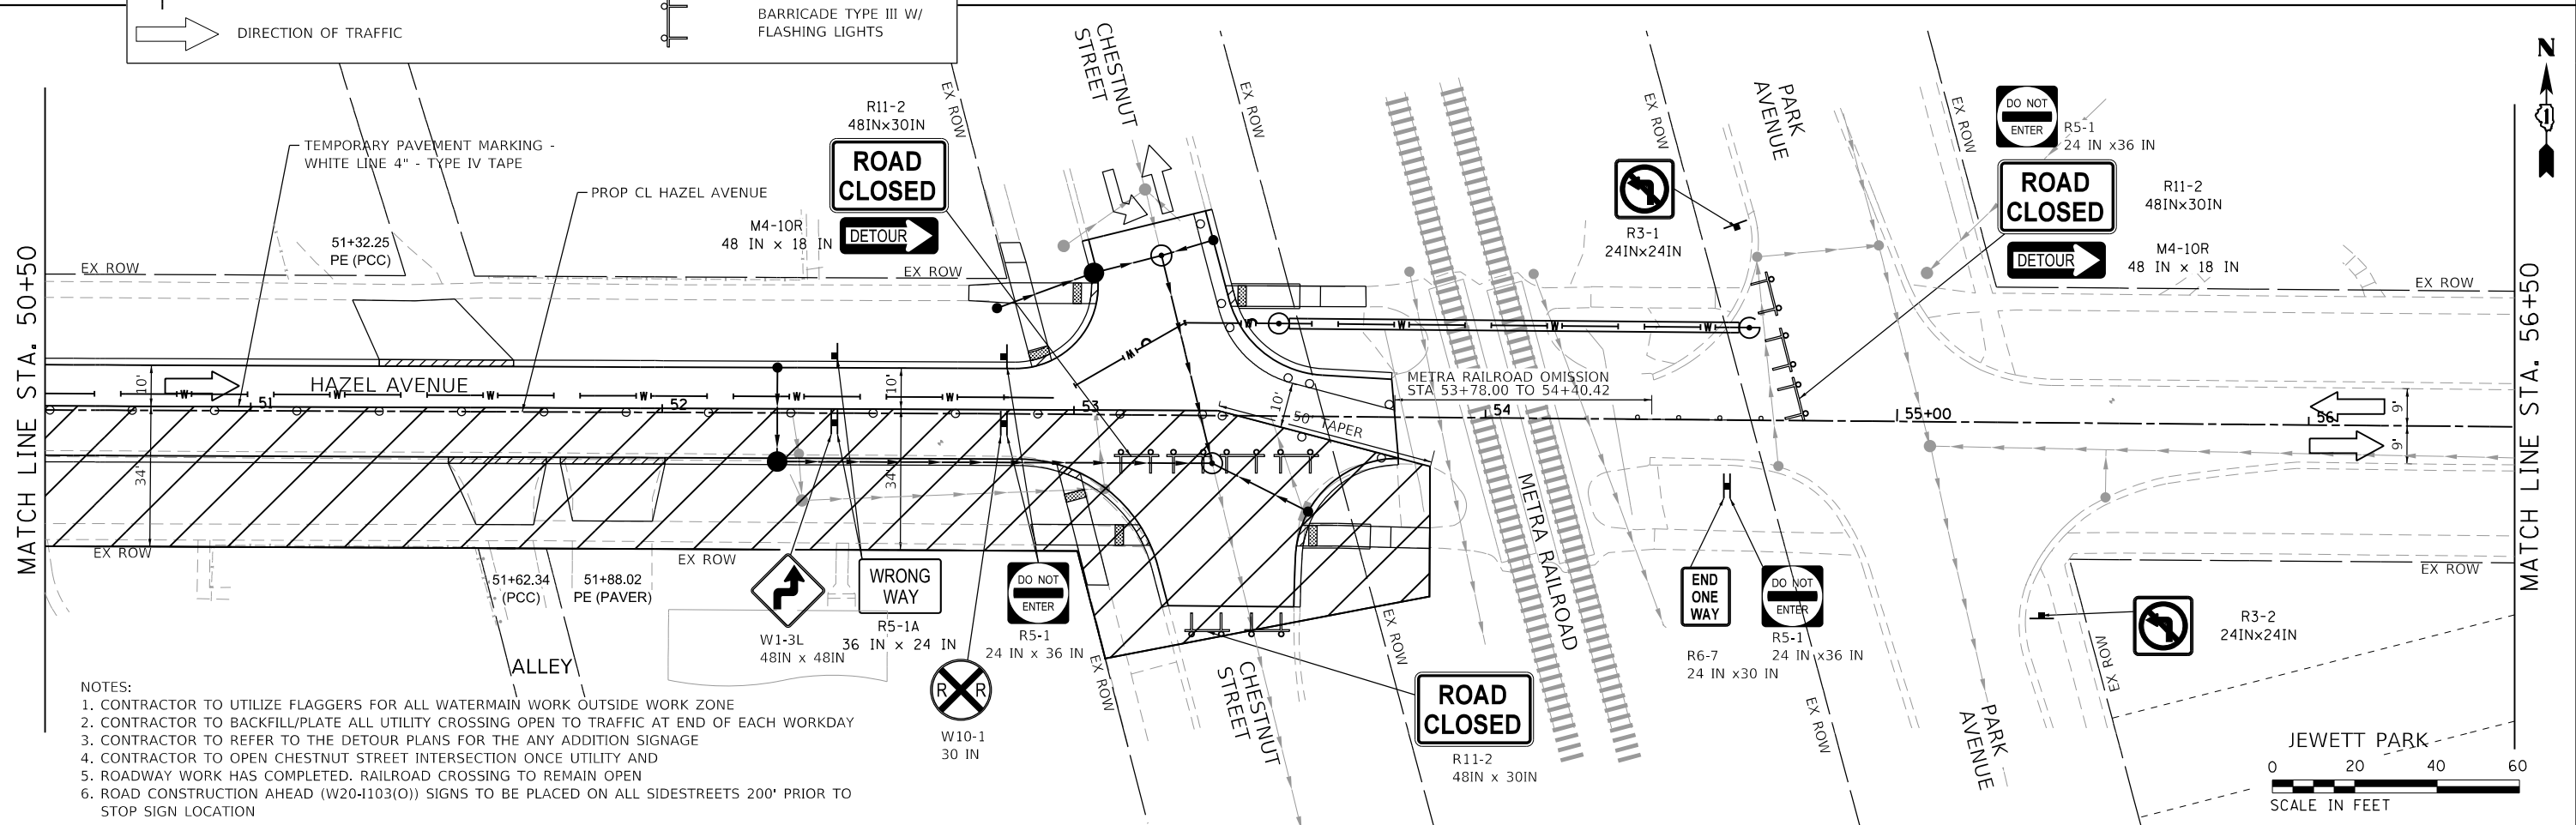 DIRECTION OF TRAFFIC
BARRICADE TYPE III W/
FLASHING LIGHTS
CHESTNUT
STREET
EX ROW
EX ROW
EX ROW
PARK
AVENUE
EX ROW
N
1
R11-2
48INx30IN
ROAD
CLOSED
M4-10R
48 IN x 18 IN
DETOUR
TEMPORARY PAVEMENT MARKING -
WHITE LINE 4" - TYPE IV TAPE
PROP CL HAZEL AVENUE
R3-1
24INx24IN
DO NOT
ENTER
R5-1
24 IN x36 IN
ROAD
CLOSED
R11-2
48INx30IN
DETOUR
M4-10R
48 IN x 18 IN
MATCH LINE STA. 50+50
EX ROW
51+32.25
PE (PCC)
EX ROW
EX ROW
MATCH LINE STA. 56+50
W
W
W
W
W
10'
HAZEL AVENUE
W
W
W
W
W
W
W
10'
51
52
53
METRA RAILROAD OMISSION
STA 53+78.00 TO 54+40.42
10'
50' TAPER
54
55+00
56
9'
9'
34'
34'
METRA RAILROAD
EX ROW
EX ROW
EX ROW
51+62.34
(PCC)
51+88.02
PE (PAVER)
ALLEY
W1-3L
48IN x 48IN
WRONG
WAY
R5-1A
36 IN x 24 IN
DO NOT
ENTER
R5-1
24 IN x 36 IN
R R
W10-1
30 IN
EX ROW
CHESTNUT
STREET
EX ROW
ROAD
CLOSED
R11-2
48IN x 30IN
END
ONE
WAY
R6-7
24 IN x30 IN
DO NOT
ENTER
R5-1
24 IN x36 IN
EX ROW
PARK
AVENUE
EX ROW
R3-2
24INx24IN
JEWETT PARK
0 20 40 60
SCALE IN FEET
NOTES:
1. CONTRACTOR TO UTILIZE FLAGGERS FOR ALL WATERMAIN WORK OUTSIDE WORK ZONE
2. CONTRACTOR TO BACKFILL/PLATE ALL UTILITY CROSSING OPEN TO TRAFFIC AT END OF EACH WORKDAY
3. CONTRACTOR TO REFER TO THE DETOUR PLANS FOR THE ANY ADDITION SIGNAGE
4. CONTRACTOR TO OPEN CHESTNUT STREET INTERSECTION ONCE UTILITY AND
5. ROADWAY WORK HAS COMPLETED. RAILROAD CROSSING TO REMAIN OPEN
6. ROAD CONSTRUCTION AHEAD (W20-I103(O)) SIGNS TO BE PLACED ON ALL SIDESTREETS 200' PRIOR TO
STOP SIGN LOCATION